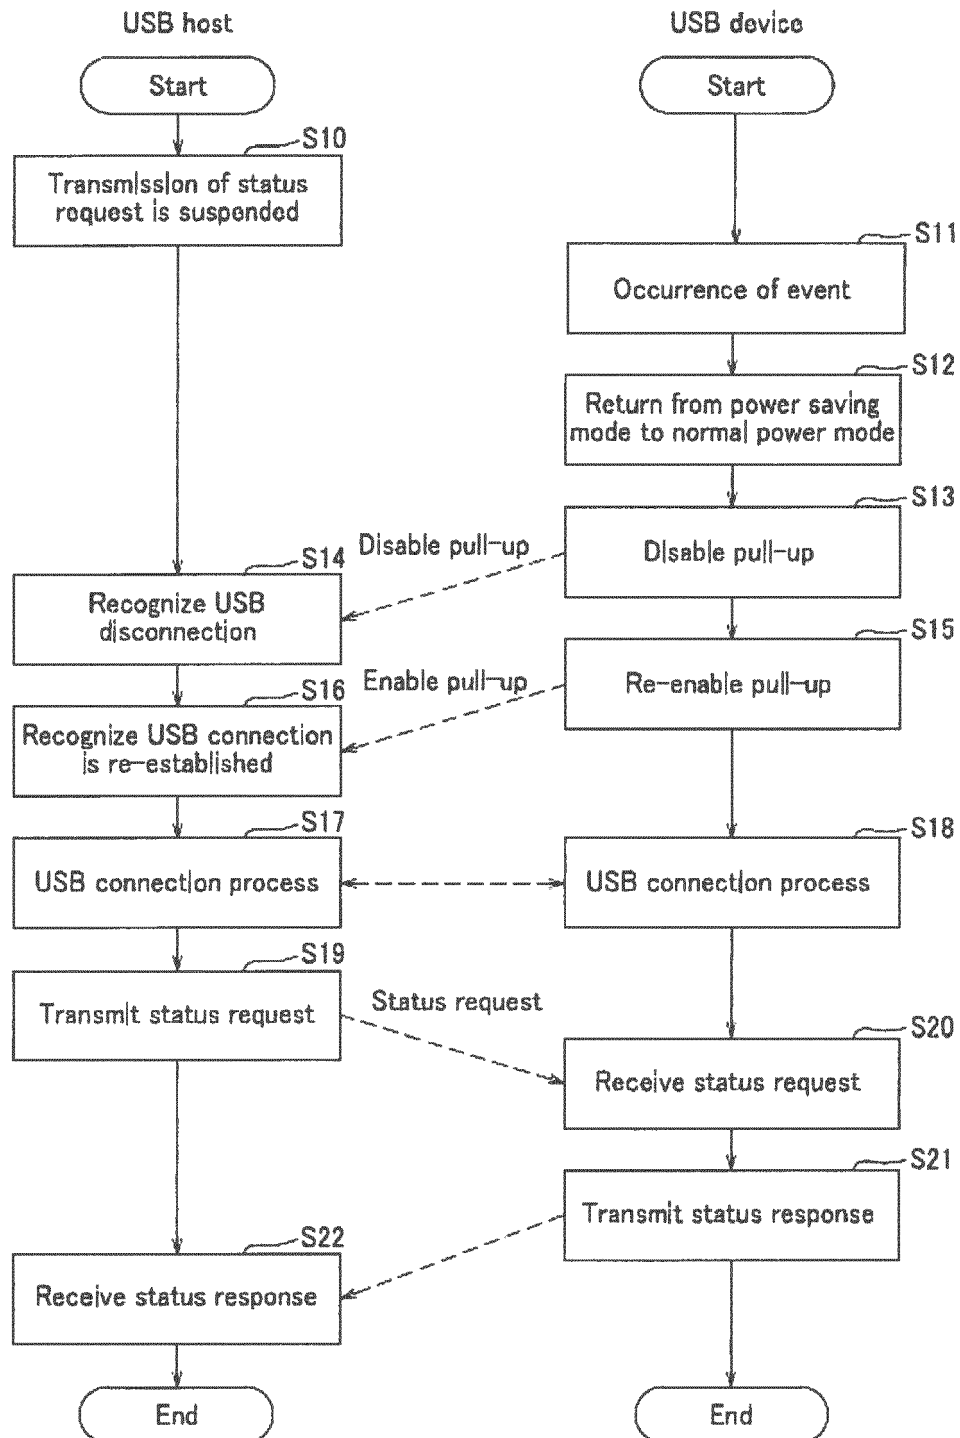 USB host
USB device
Start
Start
S10
Transmission of status
request is suspended
S11
Occurrence of event
S12
Return from power saving
mode to normal power mode
S13
Disable pull-up
Disable pull-up
S14
Recognize USB
disconnection
S15
Re-enable pull-up
Enable pull-up
S16
Recognize USB connection
is re-established
S17
USB connection process
S18
USB connection process
S19
Transmit status request
Status request
S20
Receive status request
S21
Transmit status response
S22
Receive status response
End
End